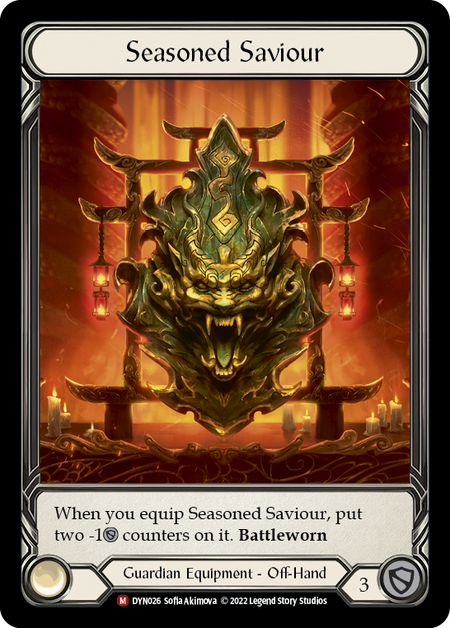 Seasoned Saviour
When you equip Seasoned Saviour, put
two -1 counters on it. Battleworn
Guardian Equipment - Off-Hand
3
M DYN026 Sofia Akimova © 2022 Legend Story Studios